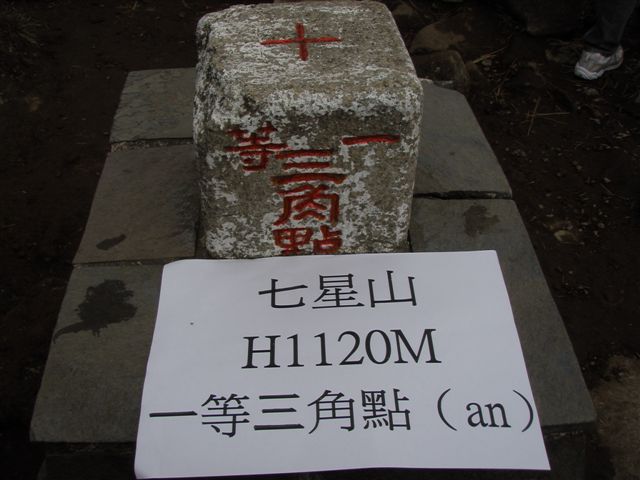 十
一等
三角點
七星山
H1120M
一等三角點（an）